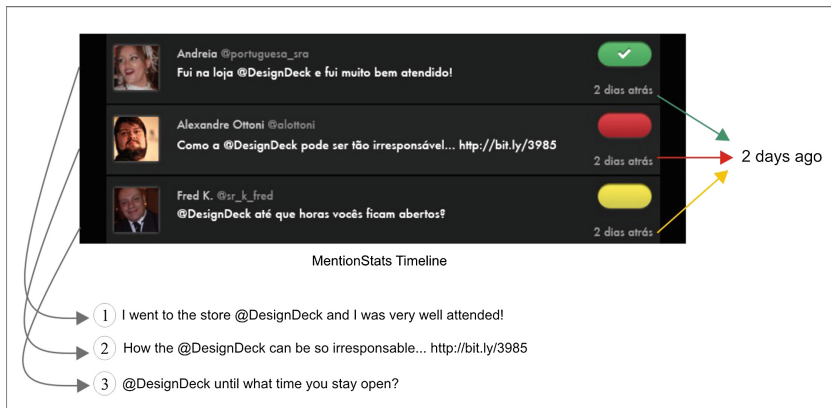 Andreia @portuguesa_sra
Fui na loja @DesignDeck e fui muito bem atendido!
2 dias atrás
Alexandre Ottoni @alottoni
Como a @DesignDeck pode ser tão irresponsável... http://bit.ly/3985
2 dias atrás
2 days ago
Fred K. @sr_k_fred
@DesignDeck até que horas vocês ficam abertos?
2 dias atrás
MentionStats Timeline
1 I went to the store @DesignDeck and I was very well attended!
2 How the @DesignDeck can be so irresponsable... http://bit.ly/3985
3 @DesignDeck until what time you stay open?